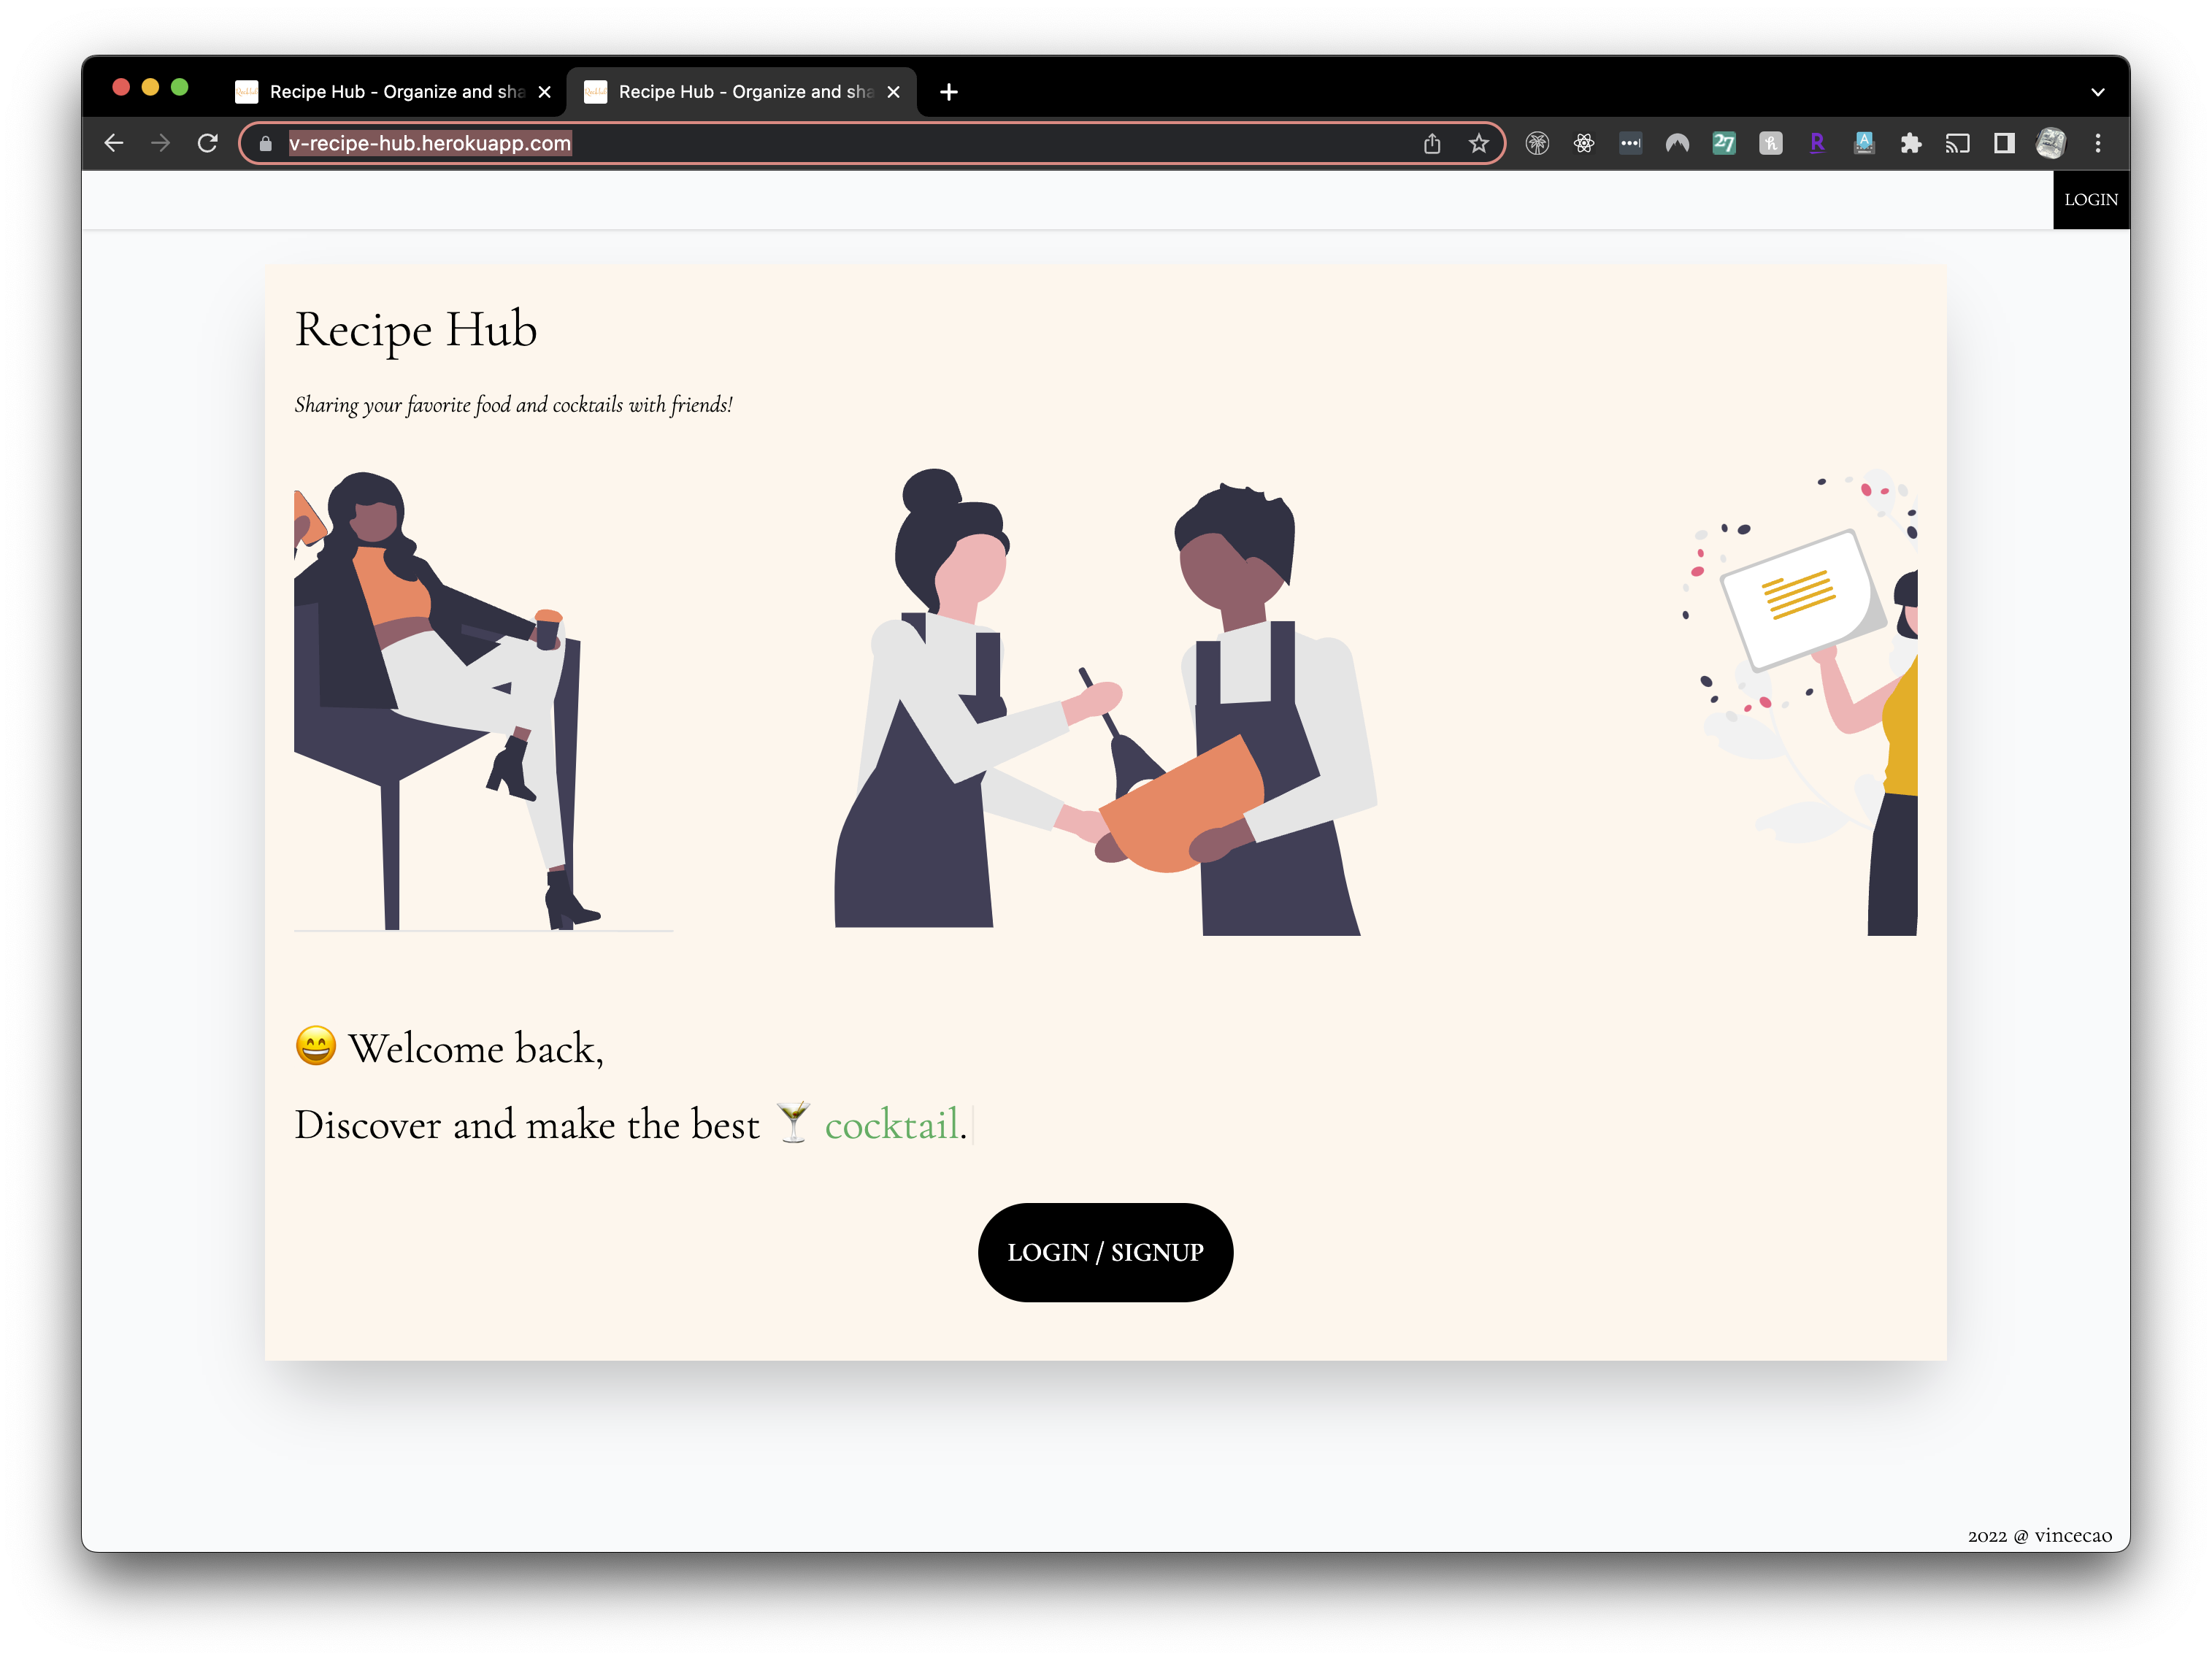 Recipe Hub - Organize and sha
Recipe Hub - Organize and sha
v-recipe-hub.herokuapp.com
27
R
A
LOGIN
Recipe Hub
Sharing your favorite food and cocktails with friends!
😄 Welcome back,
Discover and make the best 🍸 cocktail.
LOGIN / SIGNUP
2022 @ vincecao